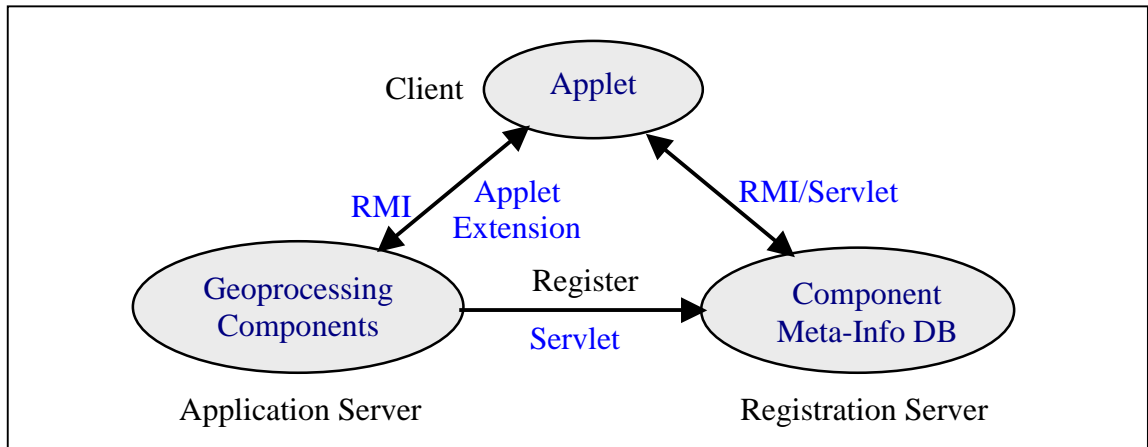 Client
Applet
RMI
Applet
Extension
RMI/Servlet
Geoprocessing
Components
Register
Servlet
Component
Meta-Info DB
Application Server
Registration Server